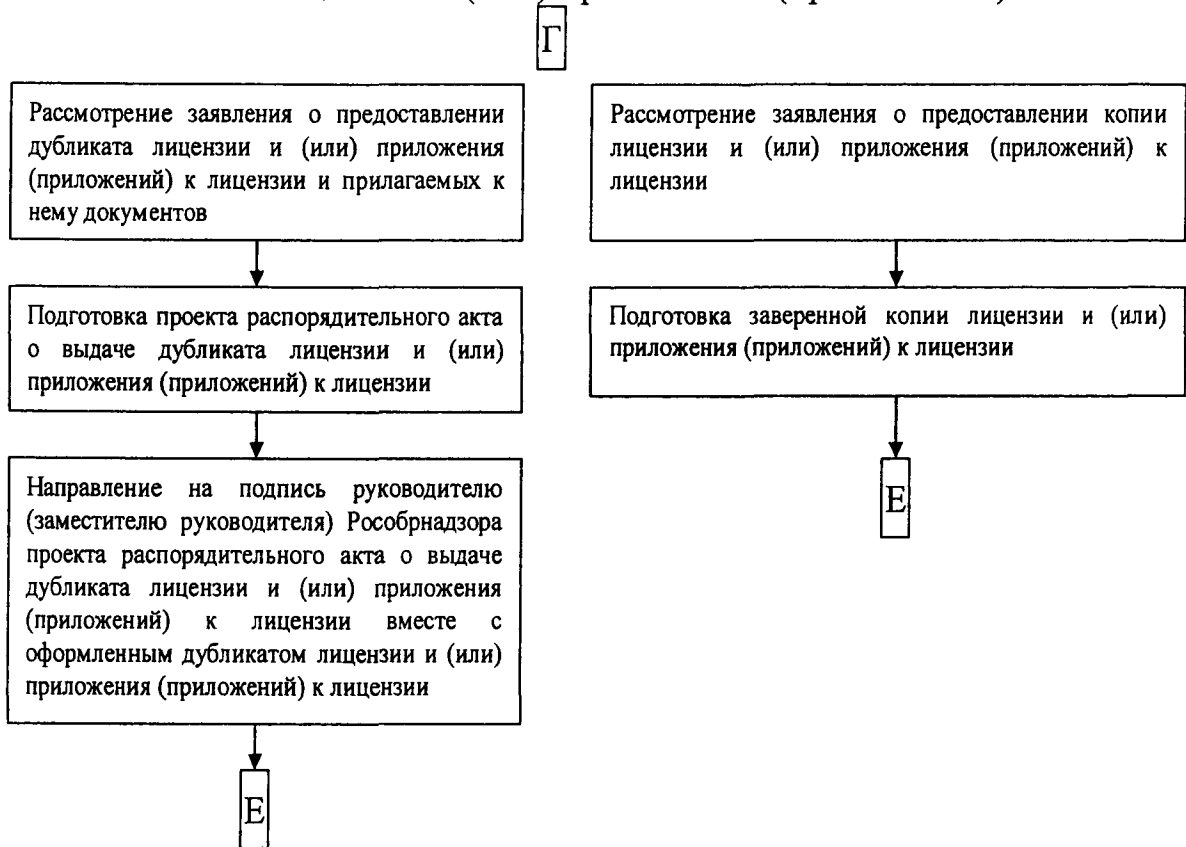 Г
Рассмотрение заявления о предоставлении
дубликата лицензии и (или) приложения
(приложений) к лицензии и прилагаемых к
нему документов
Подготовка проекта распорядительного акта
о выдаче дубликата лицензии и (или)
приложения (приложений) к лицензии
Направление на подпись руководителю
(заместителю руководителя) Рособрнадзора
проекта распорядительного акта о выдаче
дубликата лицензии и (или) приложения
(приложений) к лицензии вместе с
оформленным дубликатом лицензии и (или)
приложения (приложений) к лицензии
Е
Рассмотрение заявления о предоставлении копии
лицензии и (или) приложения (приложений) к
лицензии
Подготовка заверенной копии лицензии и (или)
приложения (приложений) к лицензии
Е